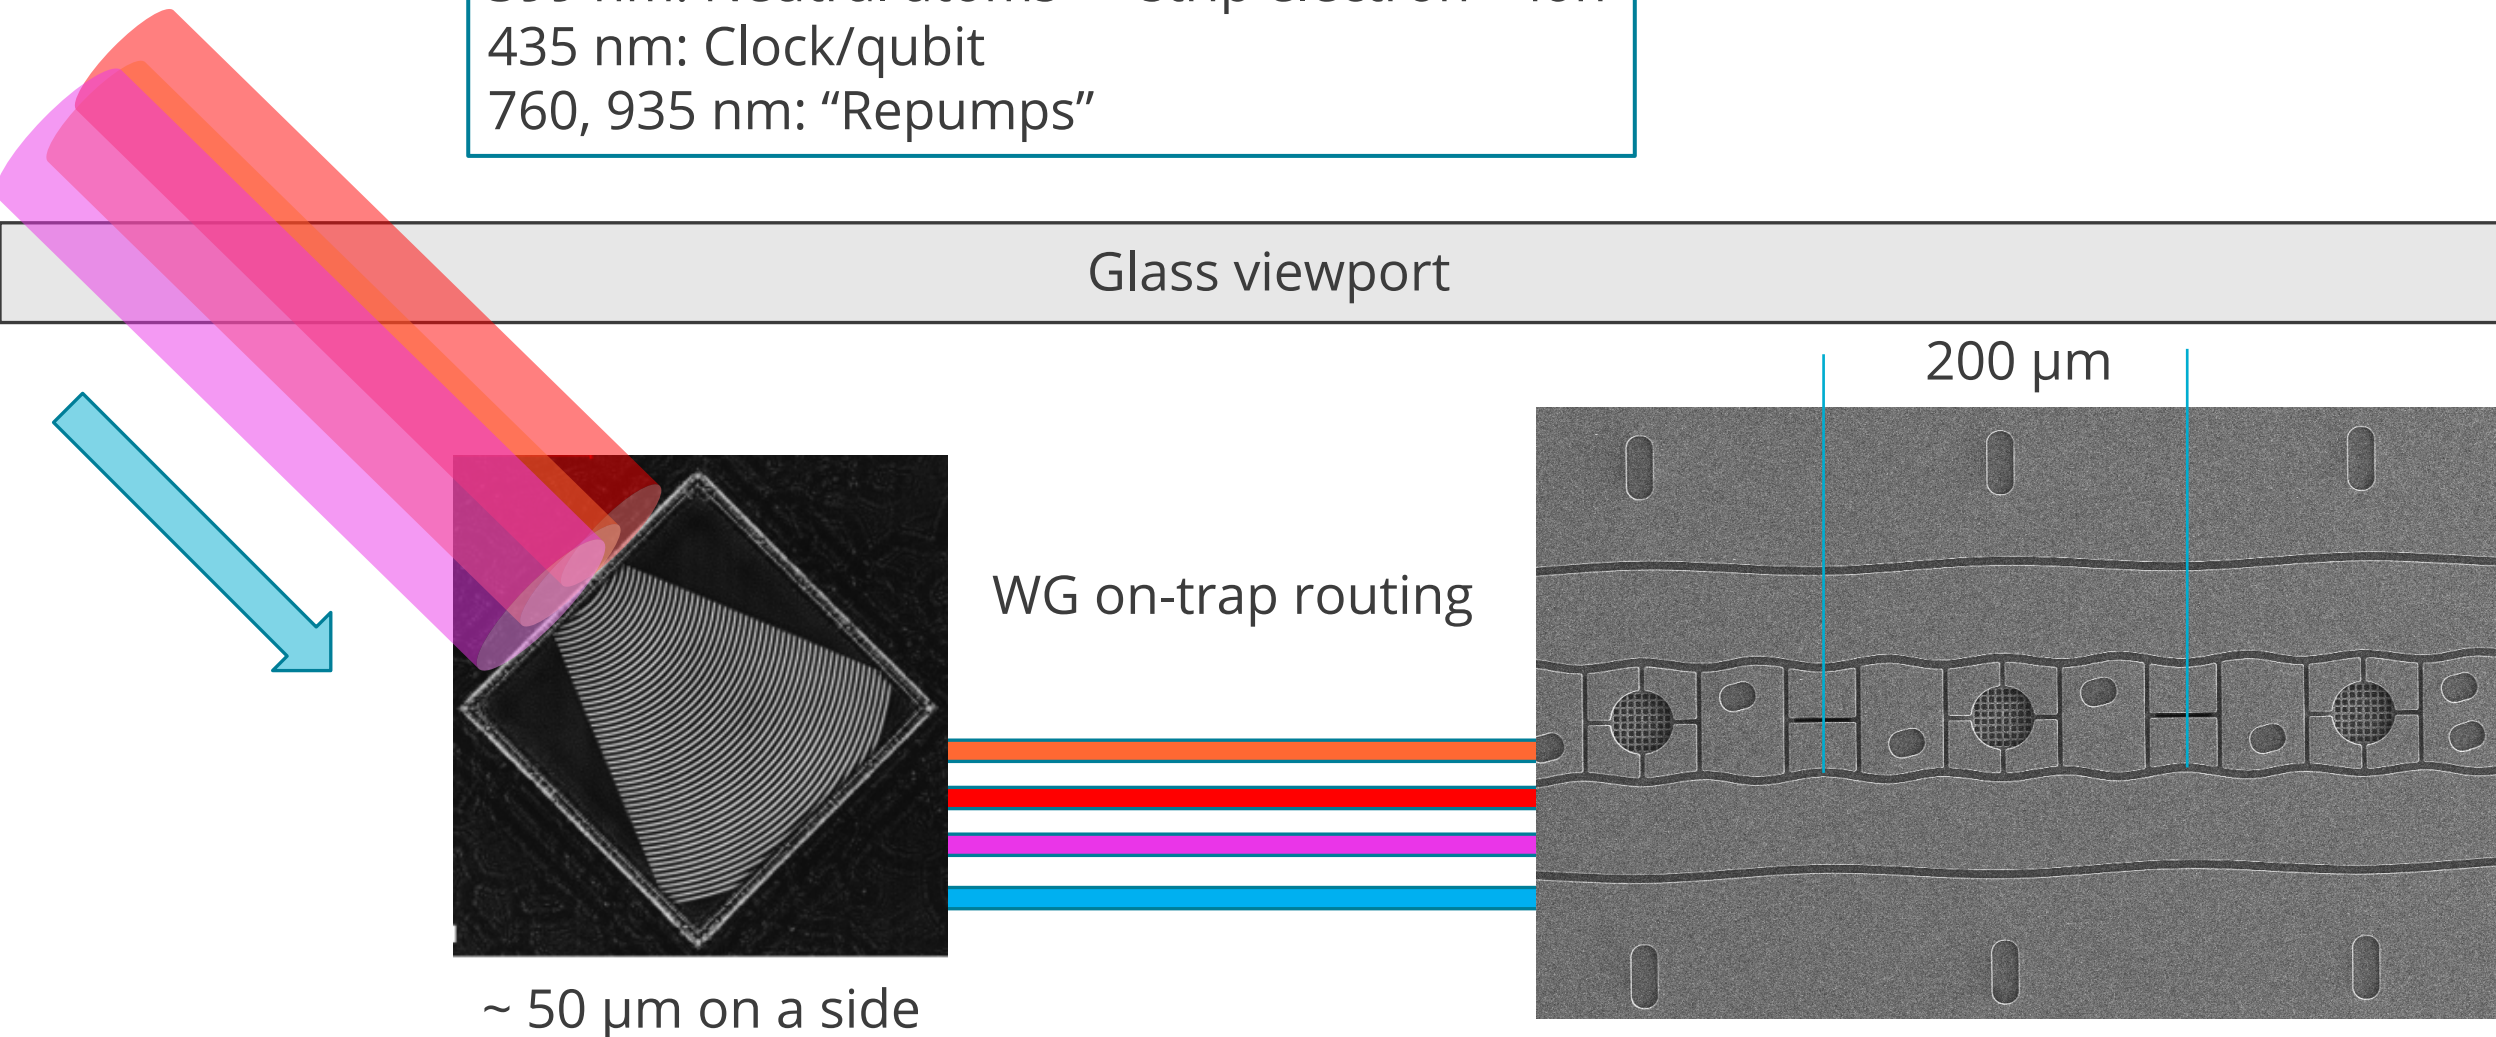 435 nm: Clock/qubit
760, 935 nm: “Repumps”
Glass viewport
200 µm
WG on-trap routing
~ 50 µm on a side